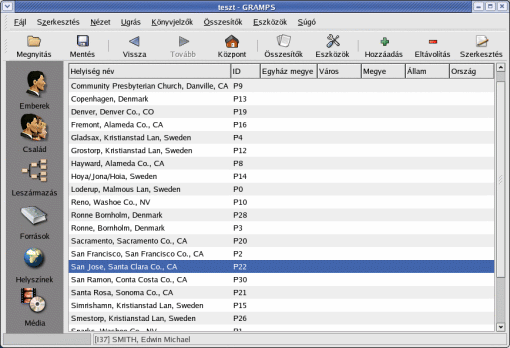 teszt - GRAMPS
Fájl Szerkesztés Nézet Ugrás Könyvjelzők Összesítők Eszközök Súgó
Megnyitás Mentés Vissza Tovább Központ Összesítők Eszközök Hozzáadás Eltávolítás Szerkesztés
Helyiség név ID Egyház megye Város Megye Állam Ország
Community Presbyterian Church, Danville, CA P9
Copenhagen, Denmark P13
Denver, Denver Co., CO P19
Fremont, Alameda Co., CA P16
Gladsax, Kristianstad Lan, Sweden P4
Grostorp, Kristianstad Lan, Sweden P12
Hayward, Alameda Co., CA P8
Hoya/Jona/Hoia, Sweden P14
Loderup, Malmous Lan, Sweden P0
Reno, Washoe Co., NV P10
Ronne Bornholm, Denmark P28
Ronne, Bornholm, Denmark P3
Sacramento, Sacramento Co., CA P20
San Francisco, San Francisco Co., CA P2
San Jose, Santa Clara Co., CA P22
San Ramon, Conta Costa Co., CA P30
Santa Rosa, Sonoma Co., CA P21
Simrishamn, Kristianstad Lan, Sweden P15
Smestorp, Kristianstad Lan, Sweden P26
Sparks, Washoe Co., NV P1
Emberek
Család
Leszármazás
Források
Helyszínek
Média
[I37] SMITH, Edwin Michael